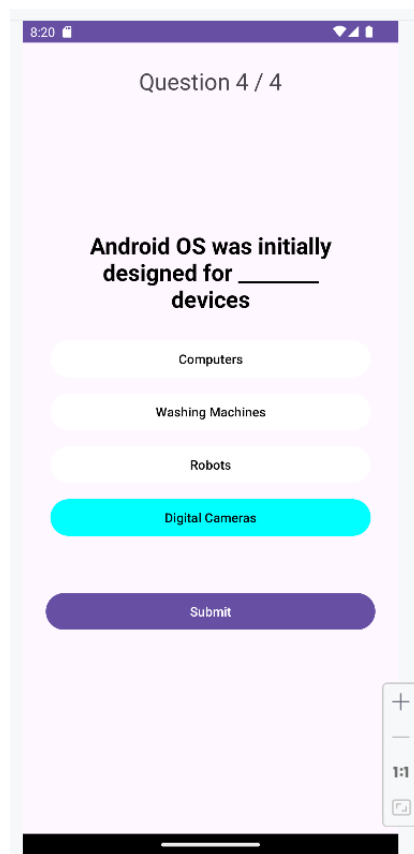 8:20
Question 4 / 4
Android OS was initially
designed for _______
devices
Computers
Washing Machines
Robots
Digital Cameras
Submit
1:1